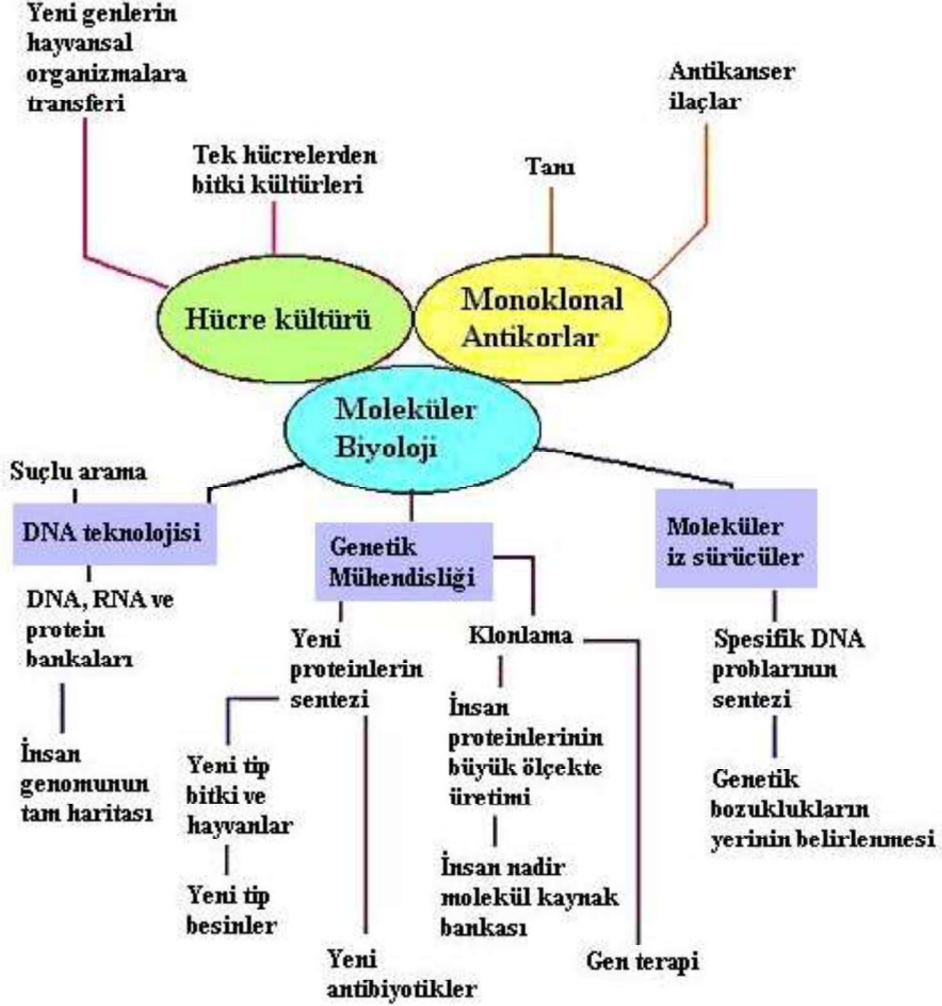 Yeni genlerin
hayvansal
organizmalara
transferi
Antikanser
ilaçlar
Tek hücrelerden
bitki kültürleri
Tanı
Hücre kültürü
Monoklonal
Antikorlar
Moleküler
Biyoloji
Suçlu arama
DNA teknolojisi
Genetik
Mühendisliği
Moleküler
iz sürücüler
DNA, RNA ve
protein
bankaları
Yeni
proteinlerin
sentezi
Klonlama
Spesifik DNA
problarının
sentezi
İnsan
genomunun
tam haritası
Yeni tip
bitki ve
hayvanlar
İnsan
proteinlerinin
büyük ölçekte
üretimi
Genetik
bozuklukların
yerinin belirlenmesi
Yeni tip
besinler
İnsan nadir
molekül kaynak
bankası
Yeni
antibiyotikler
Gen terapi